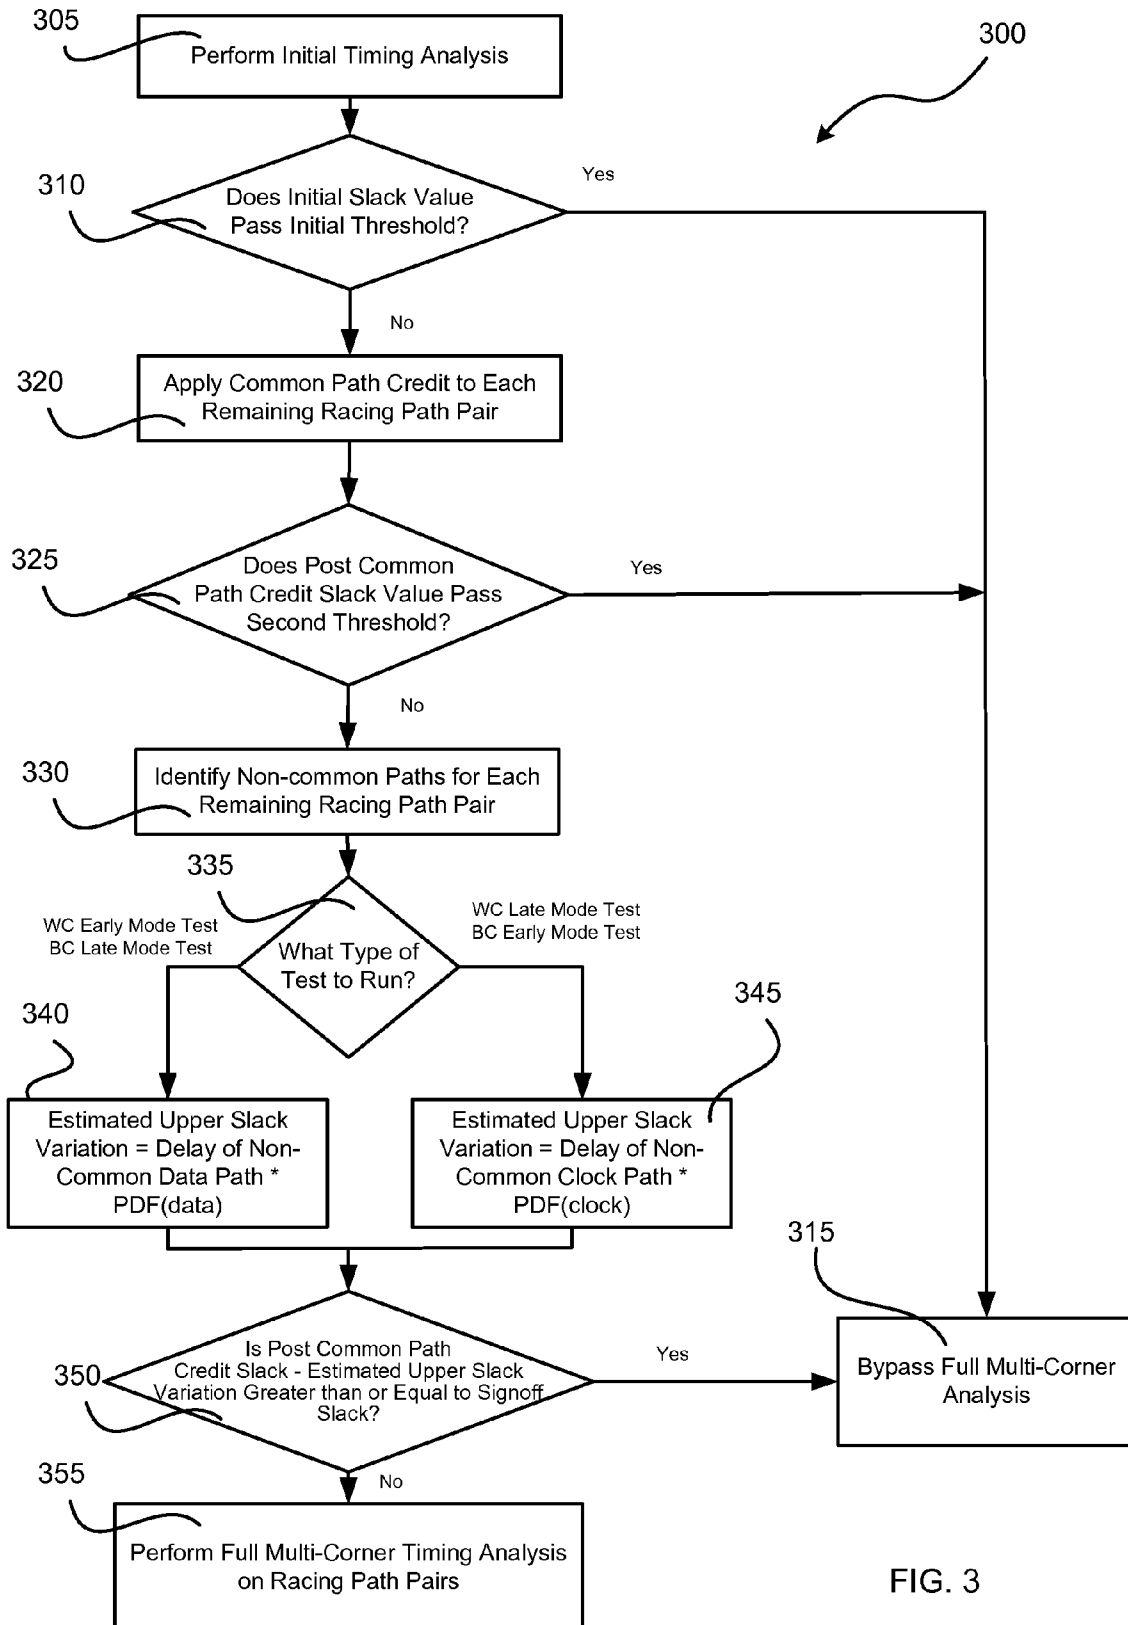 305
Perform Initial Timing Analysis
300
310
Does Initial Slack Value
Pass Initial Threshold?
Yes
No
320
Apply Common Path Credit to Each
Remaining Racing Path Pair
325
Does Post Common
Path Credit Slack Value Pass
Second Threshold?
Yes
No
330
Identify Non-common Paths for Each
Remaining Racing Path Pair
335
WC Early Mode Test
BC Late Mode Test
What Type of
Test to Run?
WC Late Mode Test
BC Early Mode Test
340
Estimated Upper Slack
Variation = Delay of Non-
Common Data Path *
PDF(data)
345
Estimated Upper Slack
Variation = Delay of Non-
Common Clock Path *
PDF(clock)
315
Bypass Full Multi-Corner
Analysis
350
Is Post Common Path
Credit Slack - Estimated Upper Slack
Variation Greater than or Equal to Signoff
Slack?
Yes
No
355
Perform Full Multi-Corner Timing Analysis
on Racing Path Pairs
FIG. 3